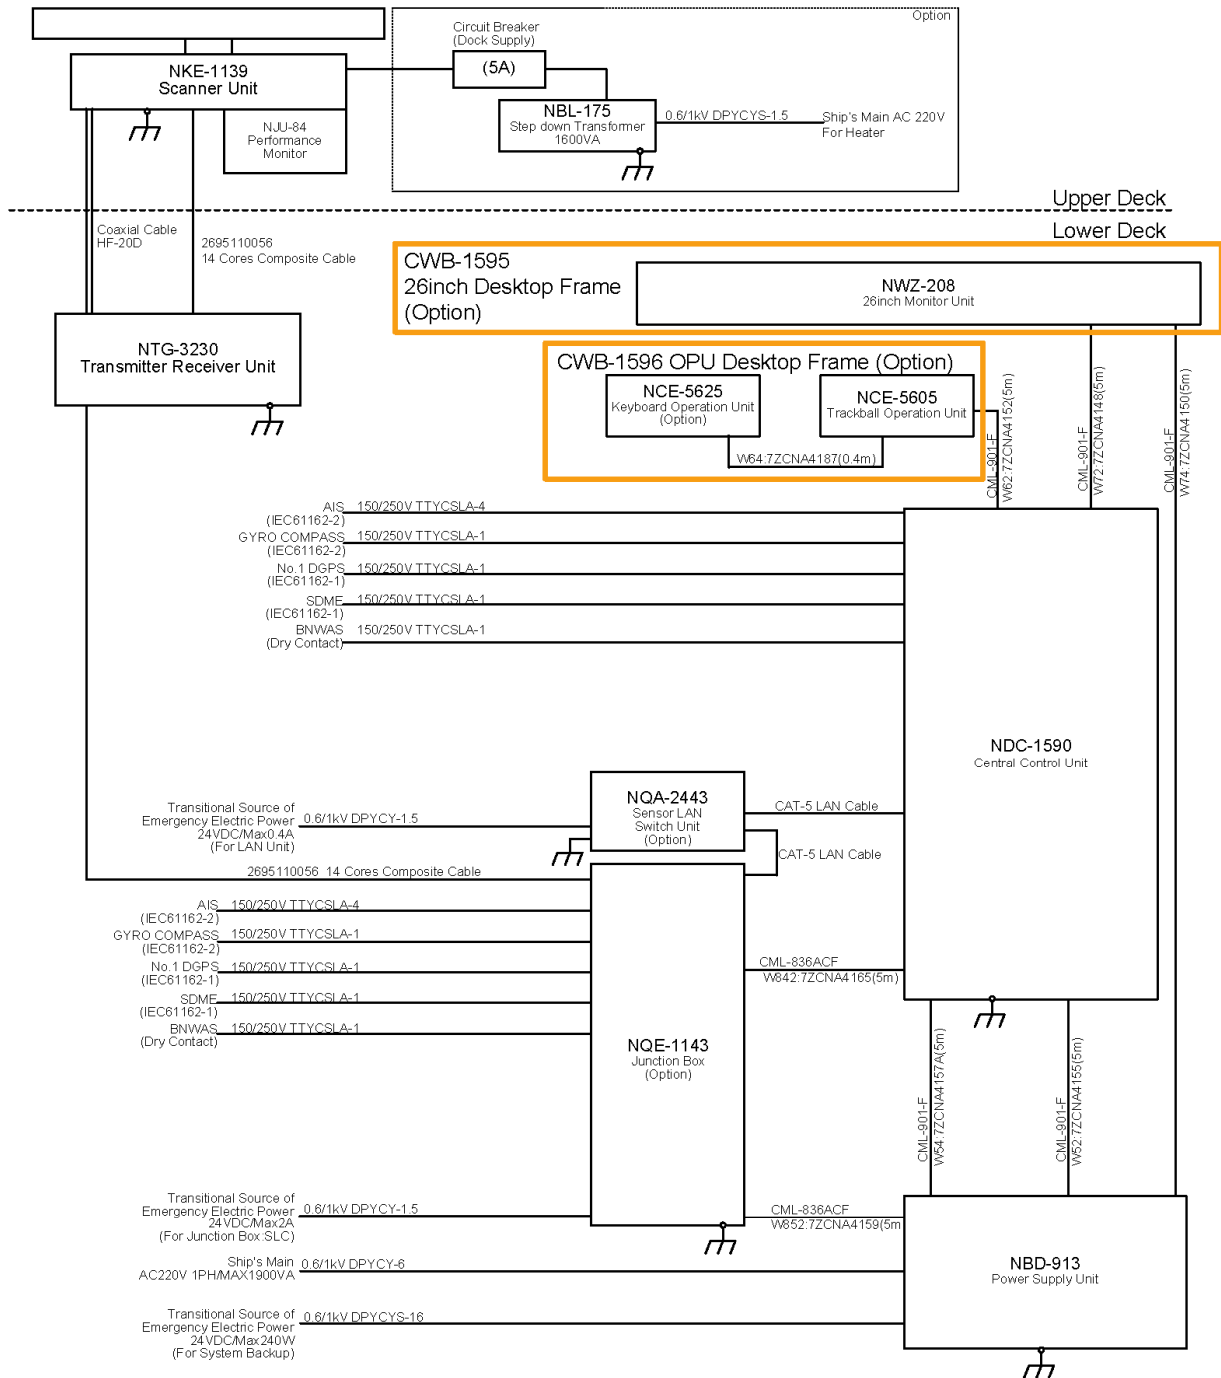 Option
Circuit Breaker
(Dock Supply)
(5A)
NKE-1139
Scanner Unit
NJU-84
Performance
Monitor
NBL-175
Step down Transformer
1600VA
0.6/1kV DPYCYS-1.5
Ship's Main AC 220V
For Heater
Upper Deck
Lower Deck
Coaxial Cable
HF-20D
2695110056
14 Cores Composite Cable
CWB-1595
26inch Desktop Frame
(Option)
NWZ-208
26inch Monitor Unit
NTG-3230
Transmitter Receiver Unit
CWB-1596 OPU Desktop Frame (Option)
NCE-5625
Keyboard Operation Unit
(Option)
NCE-5605
Trackball Operation Unit
W64:7ZCNA4187(0.4m)
CML-901-F
W62:7ZCNA4152(5m)
CML-901-F
W72:7ZCNA4148(5m)
CML-901-F
W74:7ZCNA4150(5m)
AIS 150/250V TTYCSLA-4
(IEC61162-2)
GYRO COMPASS 150/250V TTYCSLA-1
(IEC61162-2)
No.1 DGPS 150/250V TTYCSLA-1
(IEC61162-1)
SDME 150/250V TTYCSLA-1
(IEC61162-1)
BNWAS 150/250V TTYCSLA-1
(Dry Contact)
NDC-1590
Central Control Unit
NQA-2443
Sensor LAN
Switch Unit
(Option)
CAT-5 LAN Cable
CAT-5 LAN Cable
Transitional Source of
Emergency Electric Power 0.6/1kV DPYCY-1.5
24VDC/Max0.4A
(For LAN Unit)
2695110056 14 Cores Composite Cable
AIS 150/250V TTYCSLA-4
(IEC61162-2)
GYRO COMPASS 150/250V TTYCSLA-1
(IEC61162-2)
No.1 DGPS 150/250V TTYCSLA-1
(IEC61162-1)
SDME 150/250V TTYCSLA-1
(IEC61162-1)
BNWAS 150/250V TTYCSLA-1
(Dry Contact)
NQE-1143
Junction Box
(Option)
CML-836ACF
W842:7ZCNA4165(5m)
CML-901-F
W54:7ZCNA4157A(5m)
CML-901-F
W52:7ZCNA4155(5m)
Transitional Source of
Emergency Electric Power 0.6/1kV DPYCY-1.5
24VDC/Max2A
(For Junction Box:SLC)
CML-836ACF
W852:7ZCNA4159(5m
Ship's Main 0.6/1kV DPYCY-6
AC220V 1PH/MAX1900VA
NBD-913
Power Supply Unit
Transitional Source of
Emergency Electric Power 0.6/1kV DPYCYS-16
24VDC/Max240W
(For System Backup)